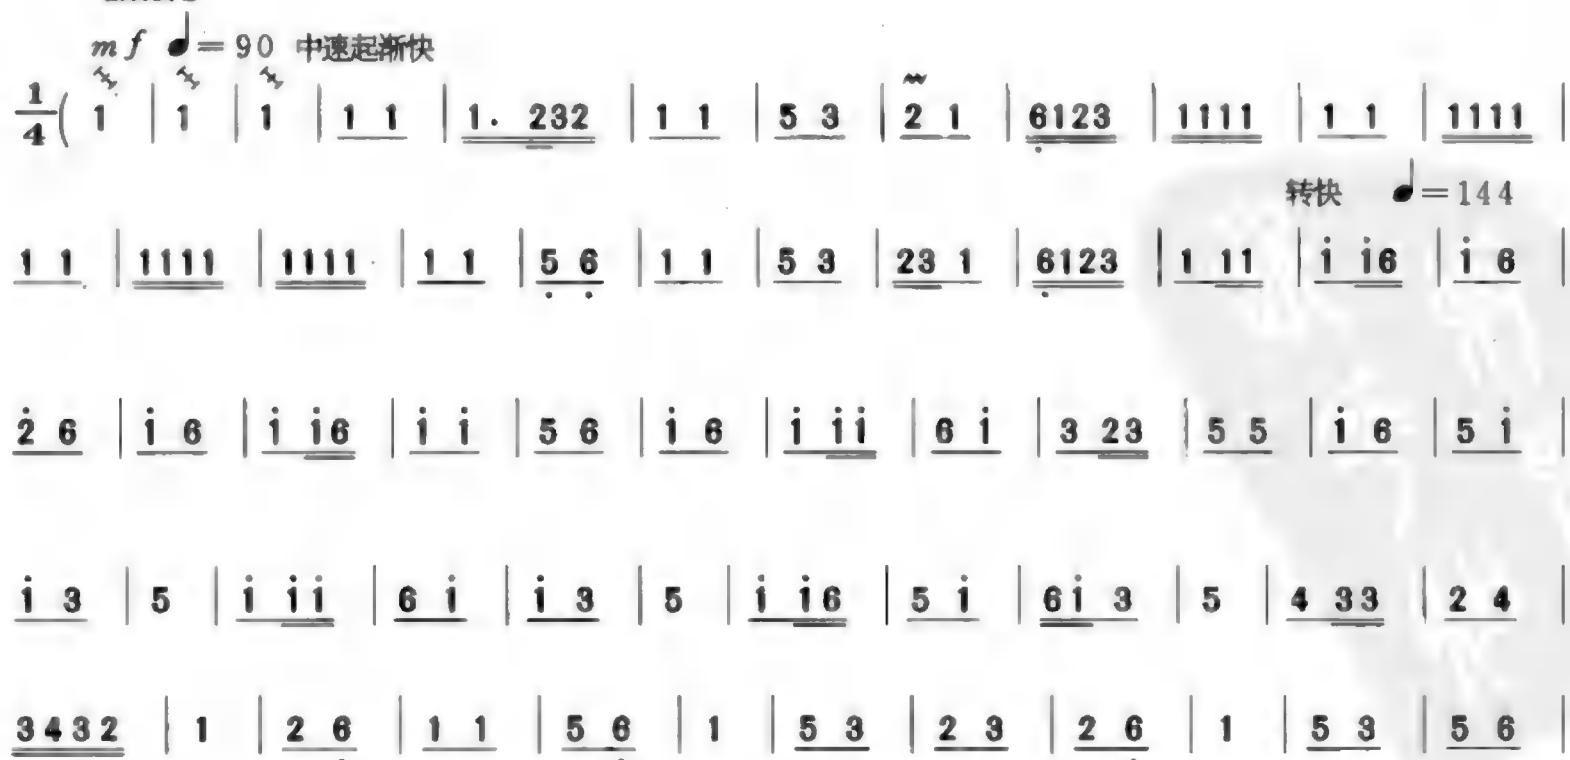 mf ♩=90 中速起渐快
1/4 ( 1 | 1 | 1 | 1 1 | 1. 232 | 1 1 | 5 3 | 2 1 | 6̣123 | 1111 | 1 1 | 1111 |
转快 ♩=144
1 1 | 1111 | 1111 | 1 1 | 5̣ 6̣ | 1 1 | 5 3 | 23 1 | 6̣123 | 1 11 | i i6 | i 6 |
2̇ 6 | i 6 | i i6 | i i | 5 6 | i 6 | i ii | 6 i | 3 23 | 5 5 | i 6 | 5 i |
i 3 | 5 | i ii | 6 i | i 3 | 5 | i i6 | 5 i | 6i 3 | 5 | 4 33 | 2 4 |
3432 | 1 | 2 6̣ | 1 1 | 5 6̣ | 1 | 5 3 | 2 3 | 2 6̣ | 1 | 5 3 | 5 6 |